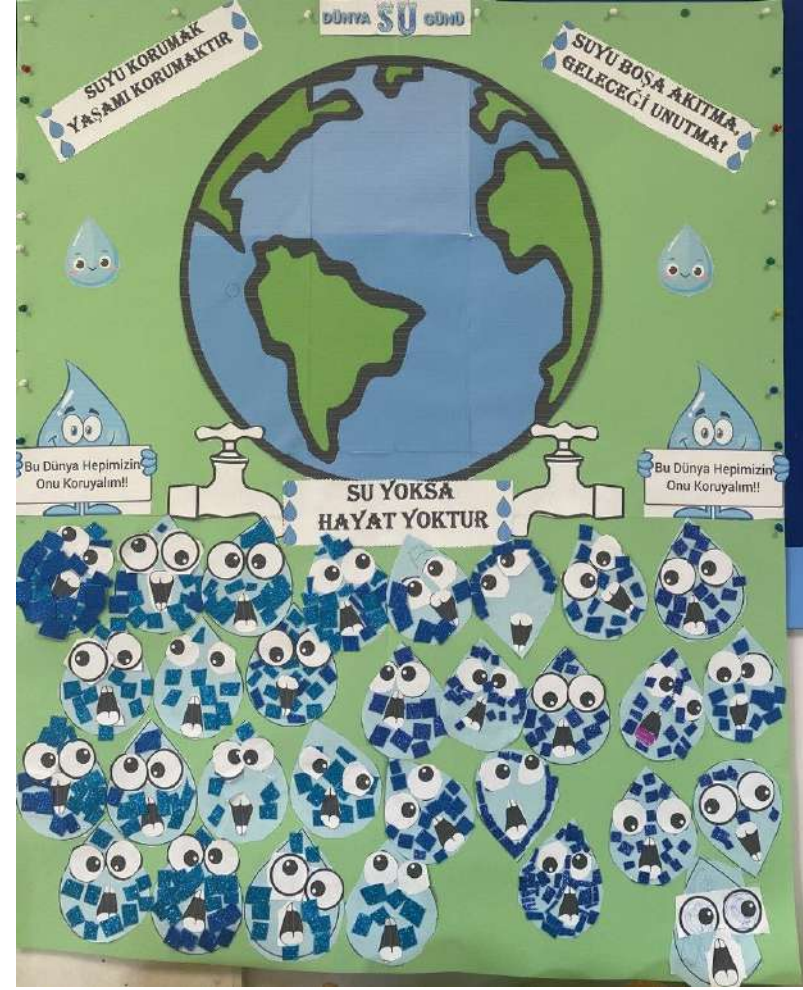 DÜNYA SU GÜNÜ
SUYU KORUMAK
YAŞAMI KORUMAKTIR
SUYU BOŞA AKITMA,
GELECEĞİ UNUTMA!
Bu Dünya Hepimizin
Onu Koruyalım!!
Bu Dünya Hepimizin
Onu Koruyalım!!
SU YOKSA
HAYAT YOKTUR